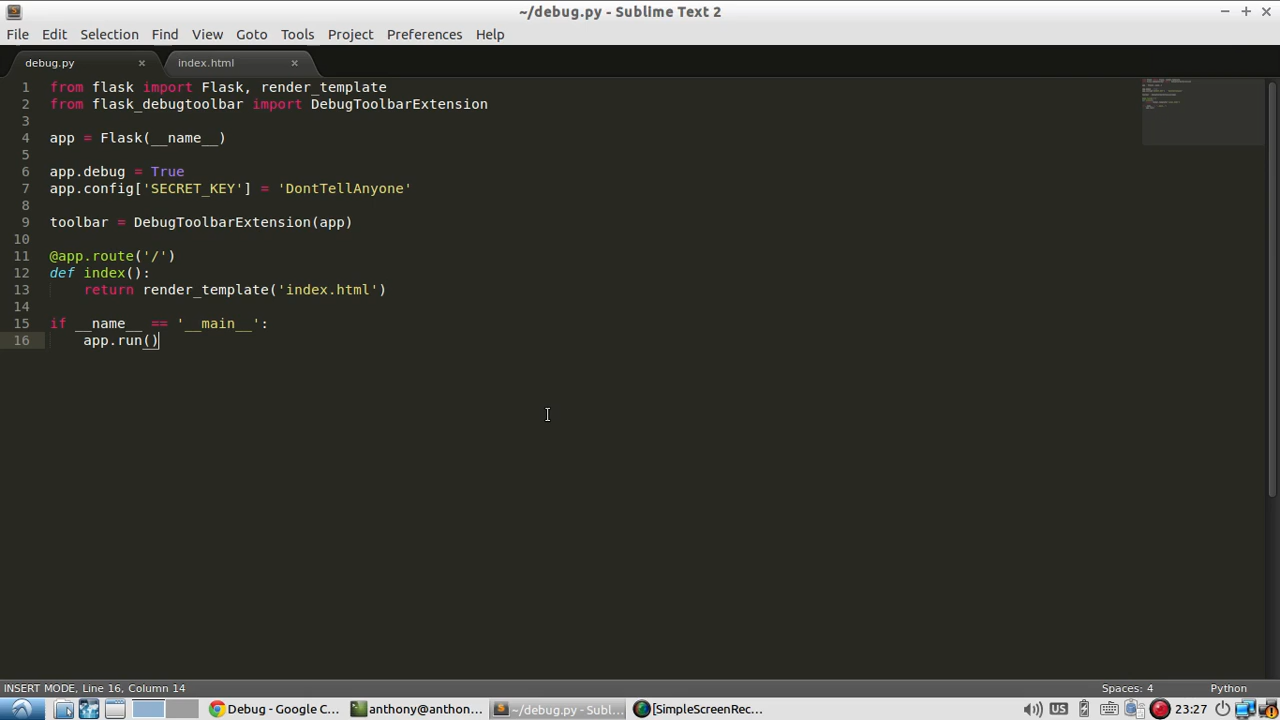 ~/debug.py - Sublime Text 2
File Edit Selection Find View Goto Tools Project Preferences Help
debug.py × index.html ×
1 from flask import Flask, render_template
2 from flask_debugtoolbar import DebugToolbarExtension
3
4 app = Flask(__name__)
5
6 app.debug = True
7 app.config['SECRET_KEY'] = 'DontTellAnyone'
8
9 toolbar = DebugToolbarExtension(app)
10
11 @app.route('/')
12 def index():
13     return render_template('index.html')
14
15 if __name__ == '__main__':
16     app.run()
INSERT MODE, Line 16, Column 14 Spaces: 4 Python
Debug - Google C... anthony@anthon... ~/debug.py - Subl... [SimpleScreenRec... US 23:27